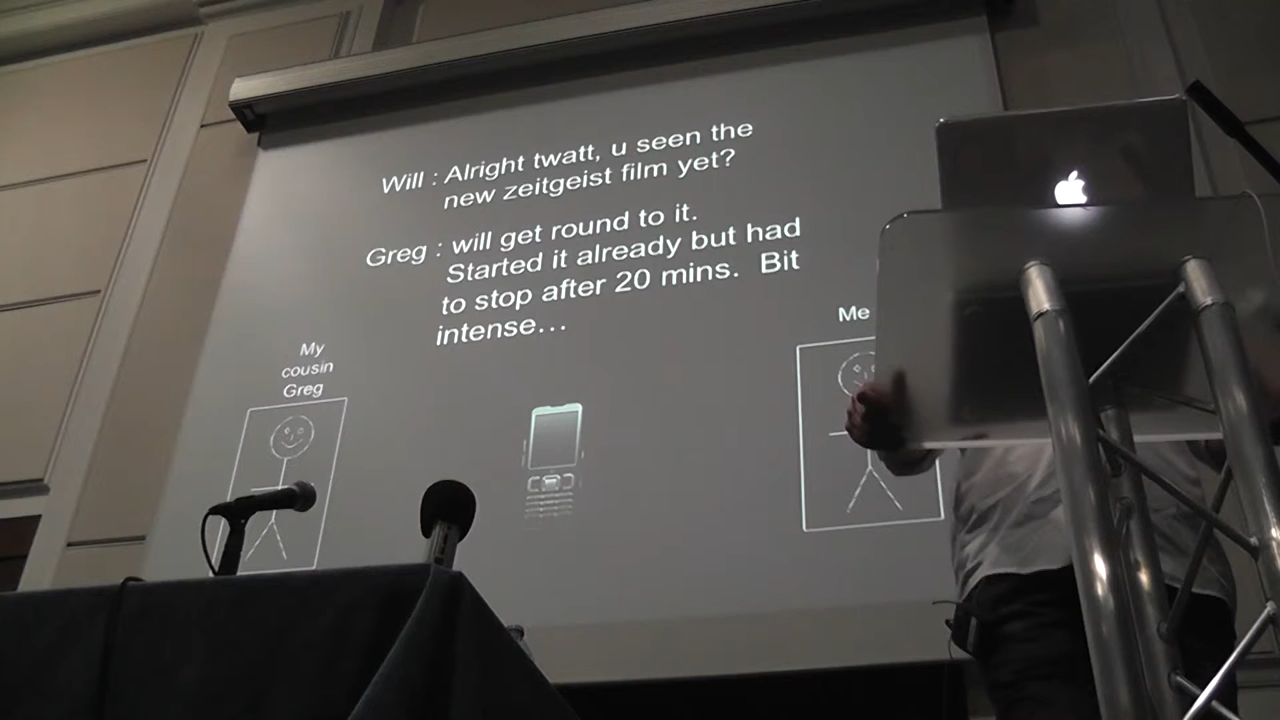 Will : Alright twatt, u seen the
new zeitgeist film yet?
Greg : will get round to it.
Started it already but had
to stop after 20 mins.  Bit
intense...
My
cousin
Greg
Me